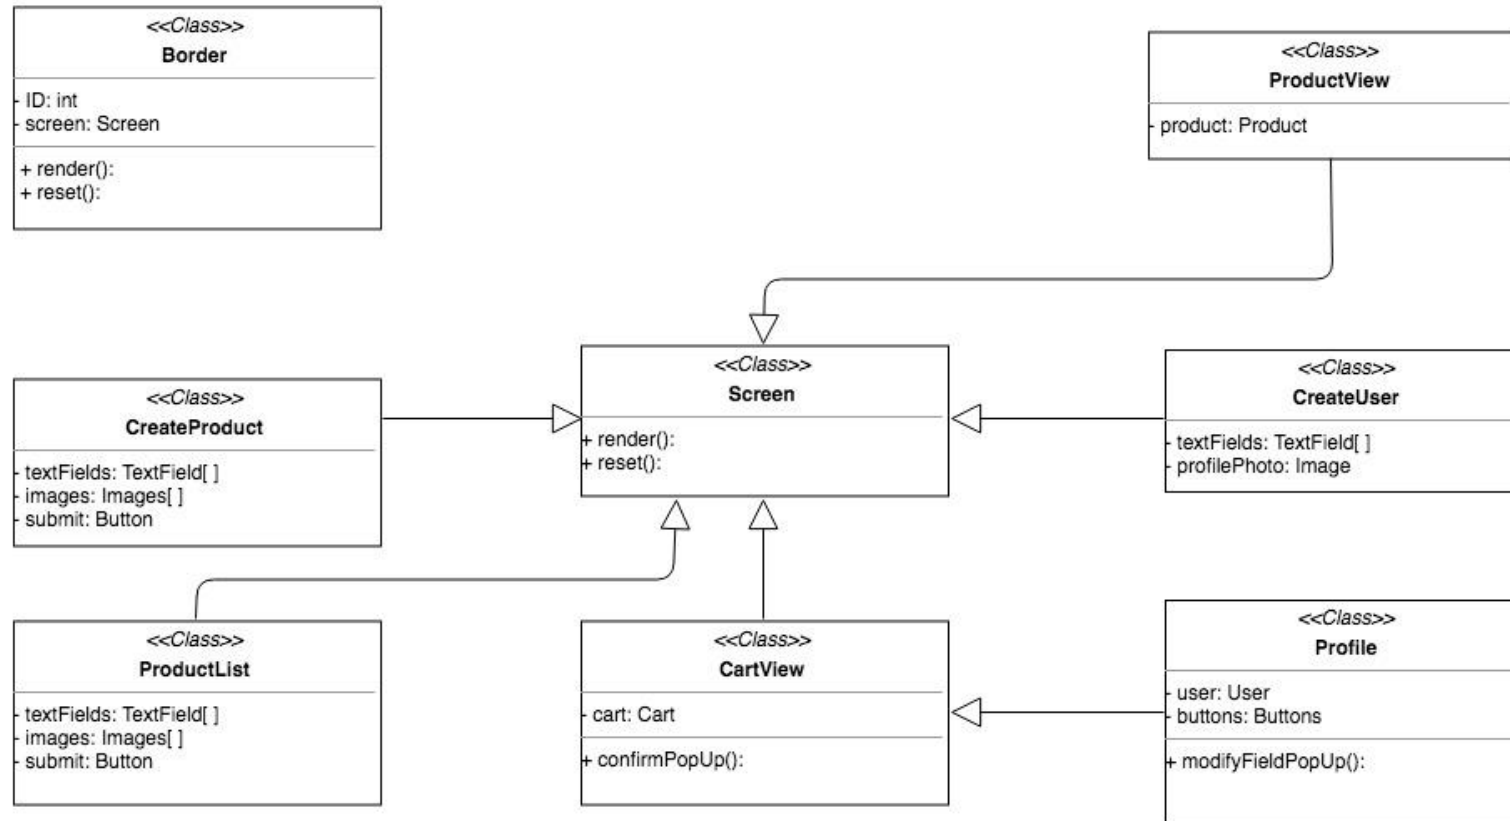 <<Class>>
Border
- ID: int
- screen: Screen
+ render():
+ reset():
<<Class>>
ProductView
- product: Product
<<Class>>
CreateProduct
- textFields: TextField[ ]
- images: Images[ ]
- submit: Button
<<Class>>
Screen
+ render():
+ reset():
<<Class>>
CreateUser
- textFields: TextField[ ]
- profilePhoto: Image
<<Class>>
ProductList
- textFields: TextField[ ]
- images: Images[ ]
- submit: Button
<<Class>>
CartView
- cart: Cart
+ confirmPopUp():
<<Class>>
Profile
- user: User
- buttons: Buttons
+ modifyFieldPopUp():